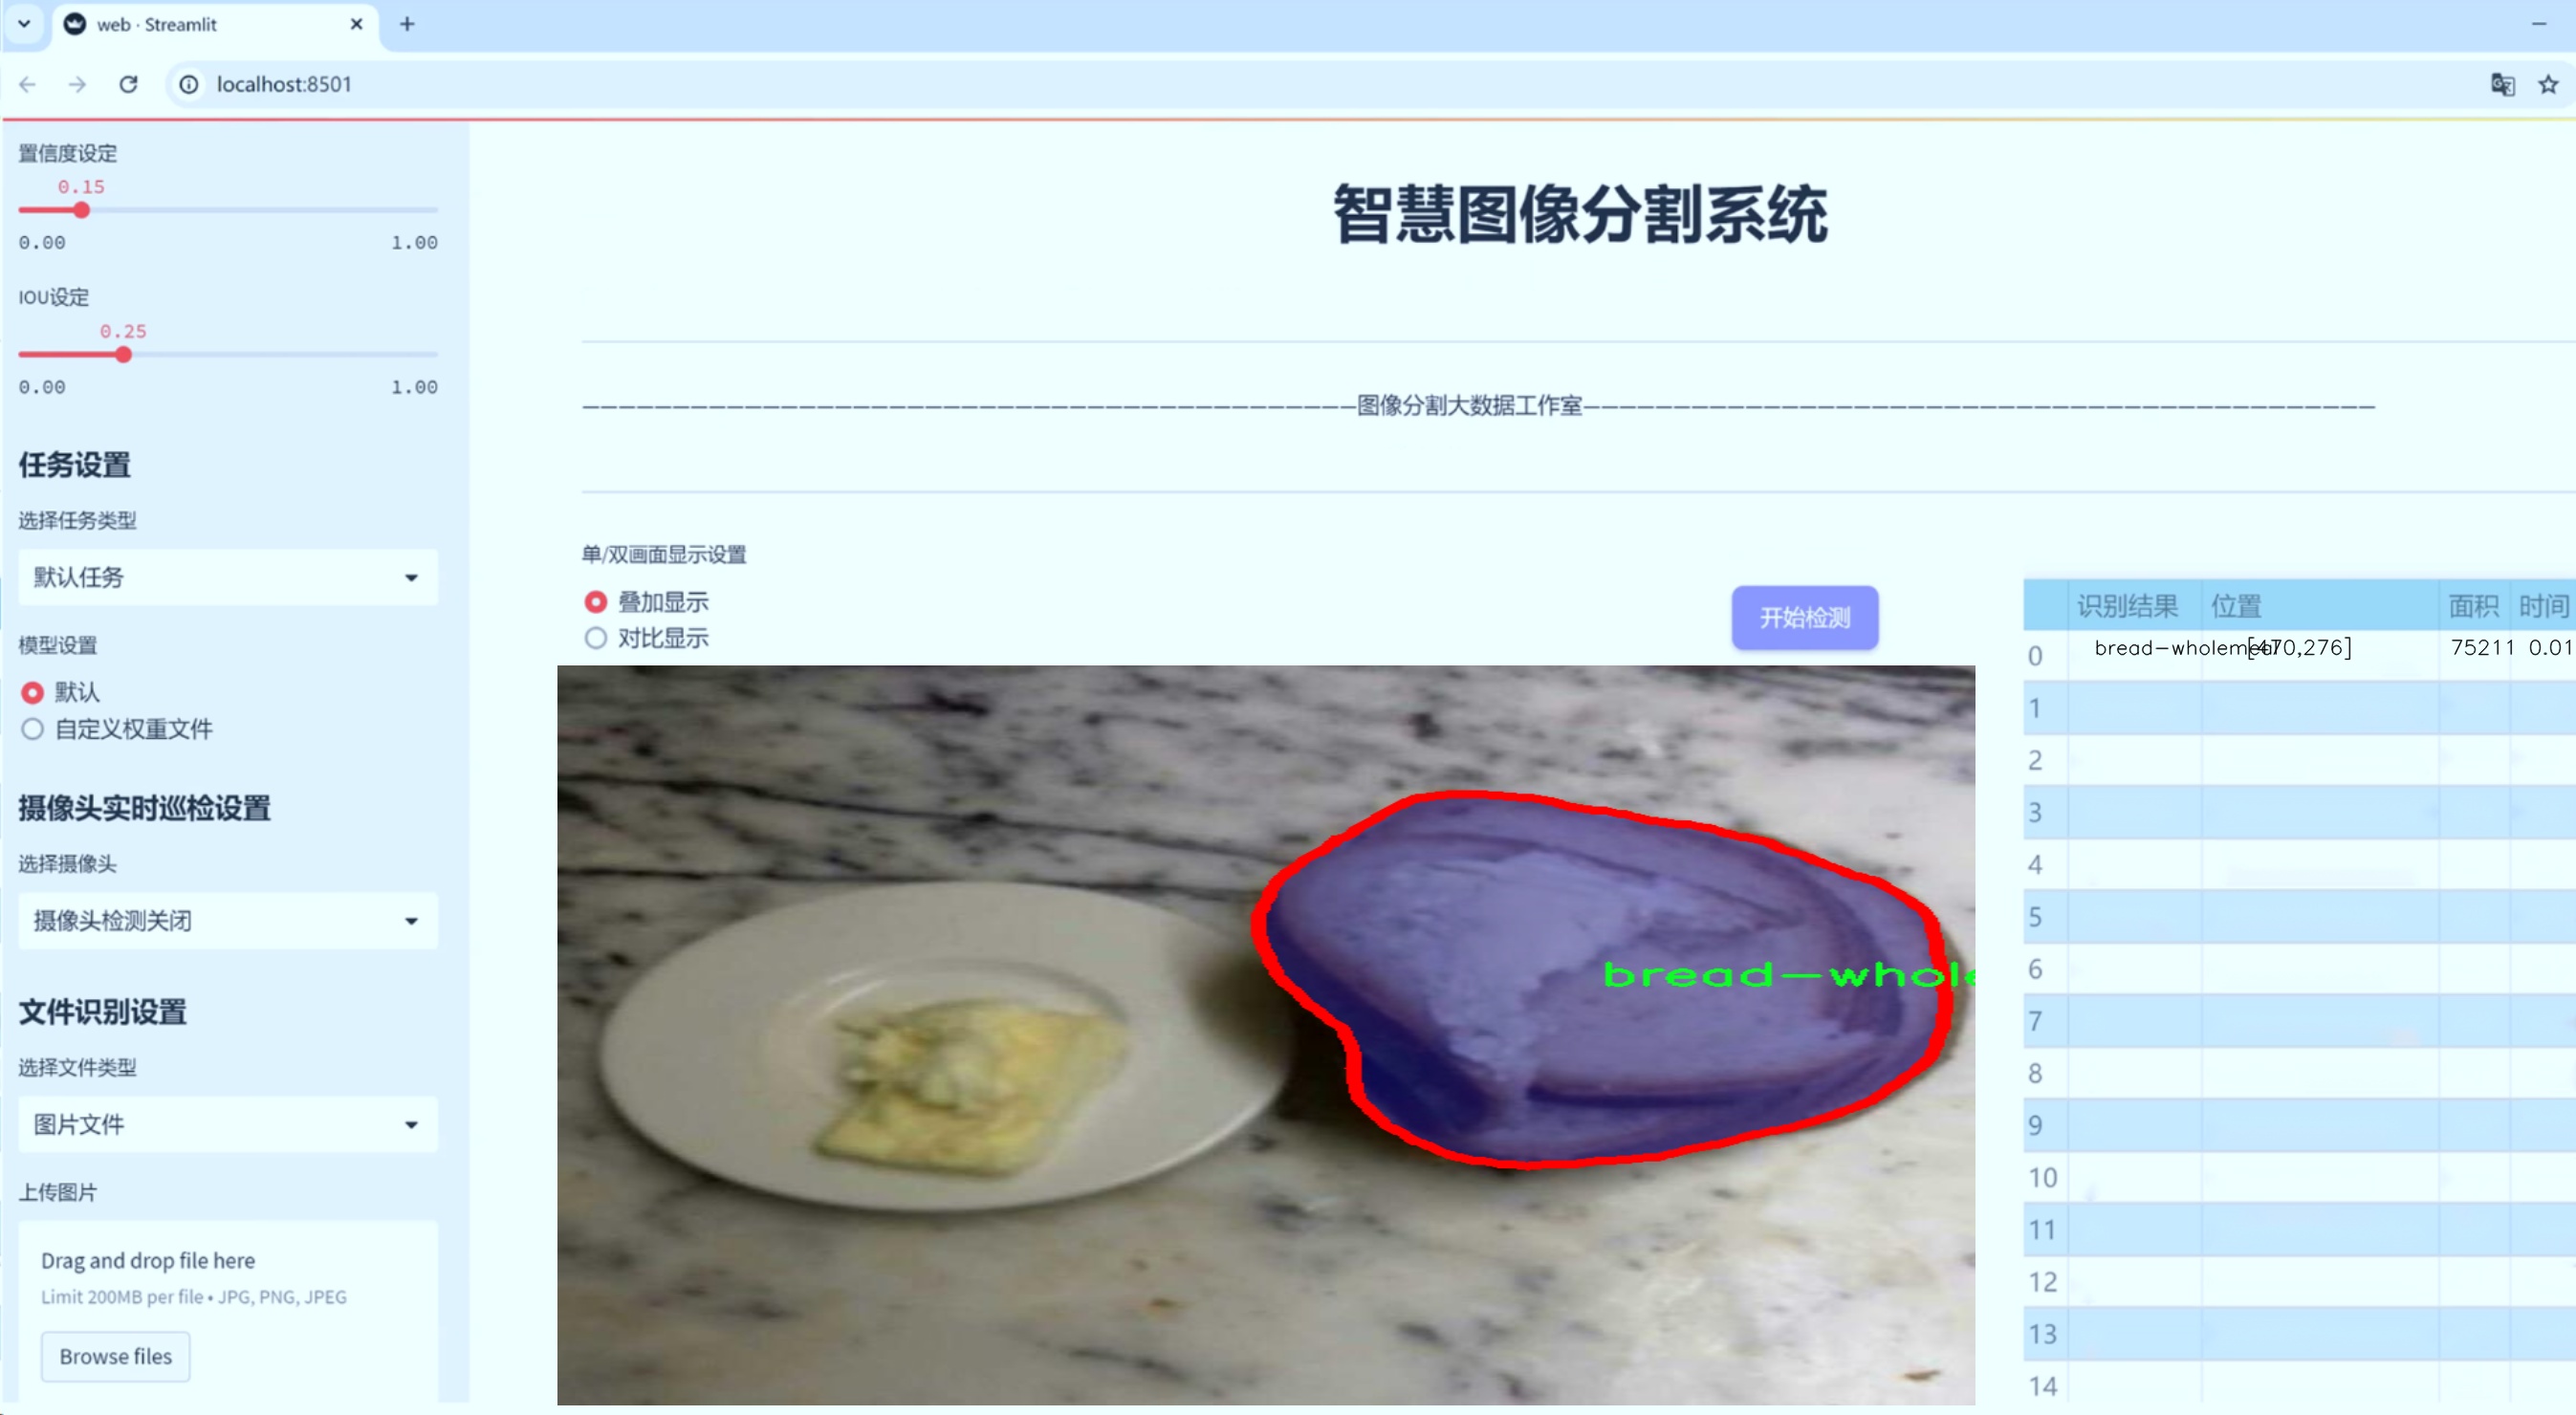 web · Streamlit
localhost:8501
置信度设定
0.15
0.00 1.00
IOU设定
0.25
0.00 1.00
任务设置
选择任务类型
默认任务
模型设置
默认
自定义权重文件
摄像头实时巡检设置
选择摄像头
摄像头检测关闭
文件识别设置
选择文件类型
图片文件
上传图片
Drag and drop file here
Limit 200MB per file • JPG, PNG, JPEG
Browse files
智慧图像分割系统
图像分割大数据工作室
单/双画面显示设置
叠加显示
对比显示
开始检测
bread-whole
识别结果 位置 面积 时间
0 bread-wholemeal [470,276] 75211 0.01
1
2
3
4
5
6
7
8
9
10
11
12
13
14